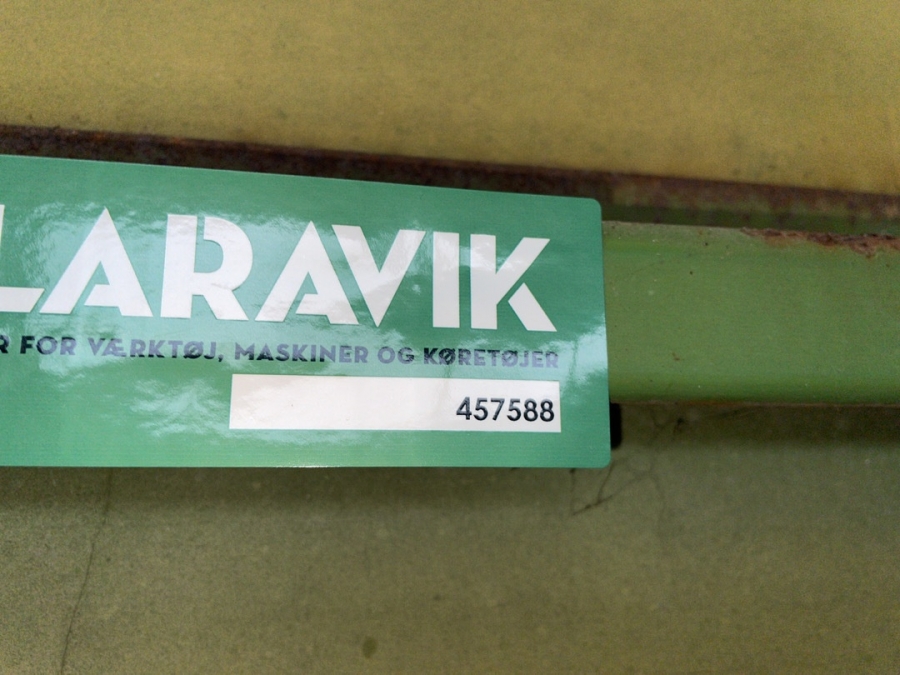 LARAVIK
R FOR VÆRKTØJ, MASKINER OG KØRETØJER
457588